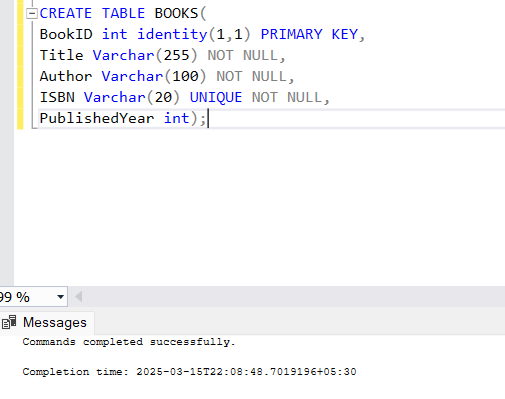 CREATE TABLE BOOKS(
BookID int identity(1,1) PRIMARY KEY,
Title Varchar(255) NOT NULL,
Author Varchar(100) NOT NULL,
ISBN Varchar(20) UNIQUE NOT NULL,
PublishedYear int);
99 %
Messages
Commands completed successfully.
Completion time: 2025-03-15T22:08:48.7019196+05:30